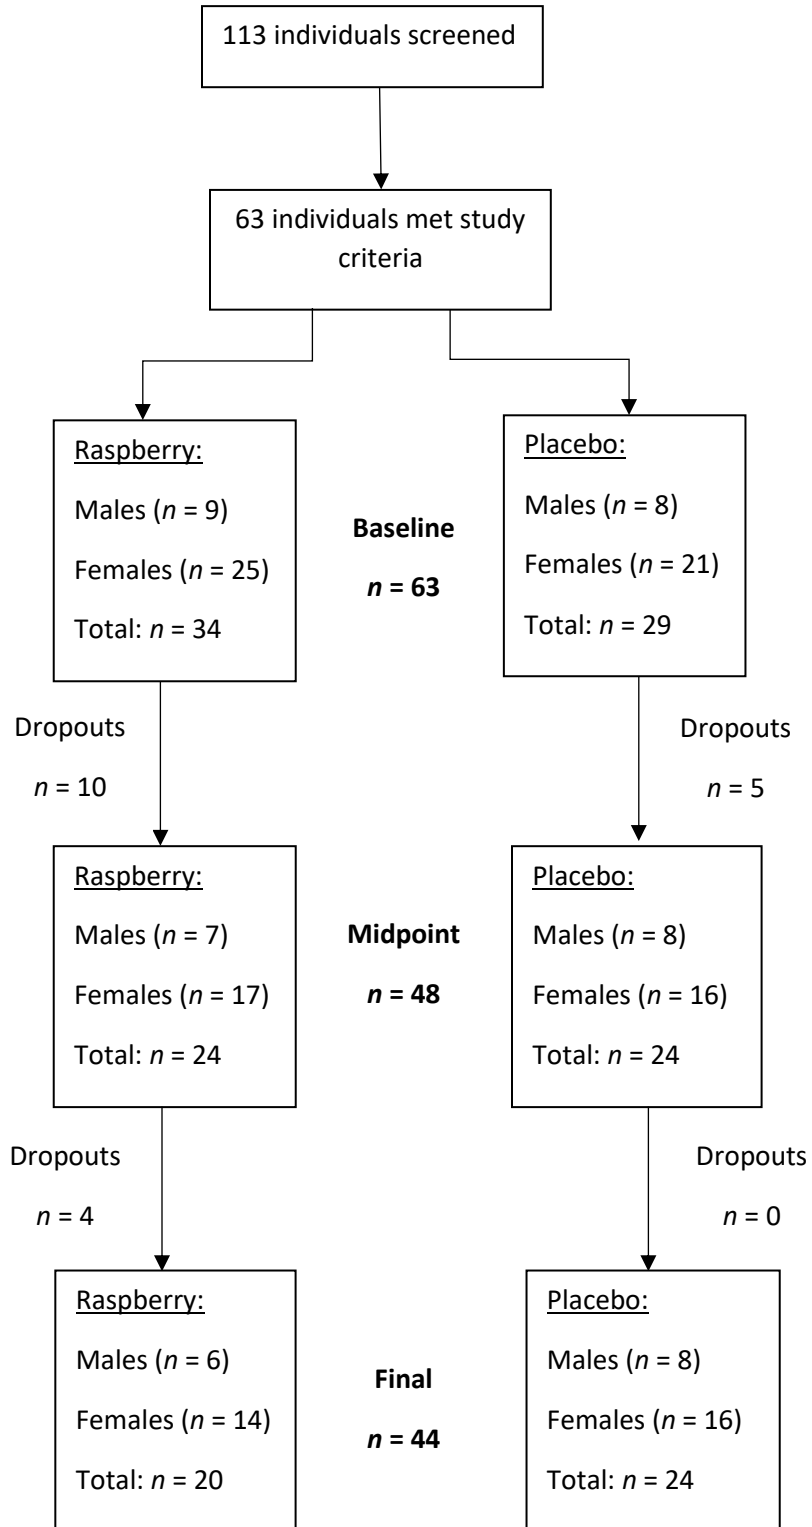 113 individuals screened
63 individuals met study
criteria
Raspberry:
Males (n = 9)
Females (n = 25)
Total: n = 34
Baseline
n = 63
Placebo:
Males (n = 8)
Females (n = 21)
Total: n = 29
Dropouts
n = 10
Dropouts
n = 5
Raspberry:
Males (n = 7)
Females (n = 17)
Total: n = 24
Midpoint
n = 48
Placebo:
Males (n = 8)
Females (n = 16)
Total: n = 24
Dropouts
n = 4
Dropouts
n = 0
Raspberry:
Males (n = 6)
Females (n = 14)
Total: n = 20
Final
n = 44
Placebo:
Males (n = 8)
Females (n = 16)
Total: n = 24